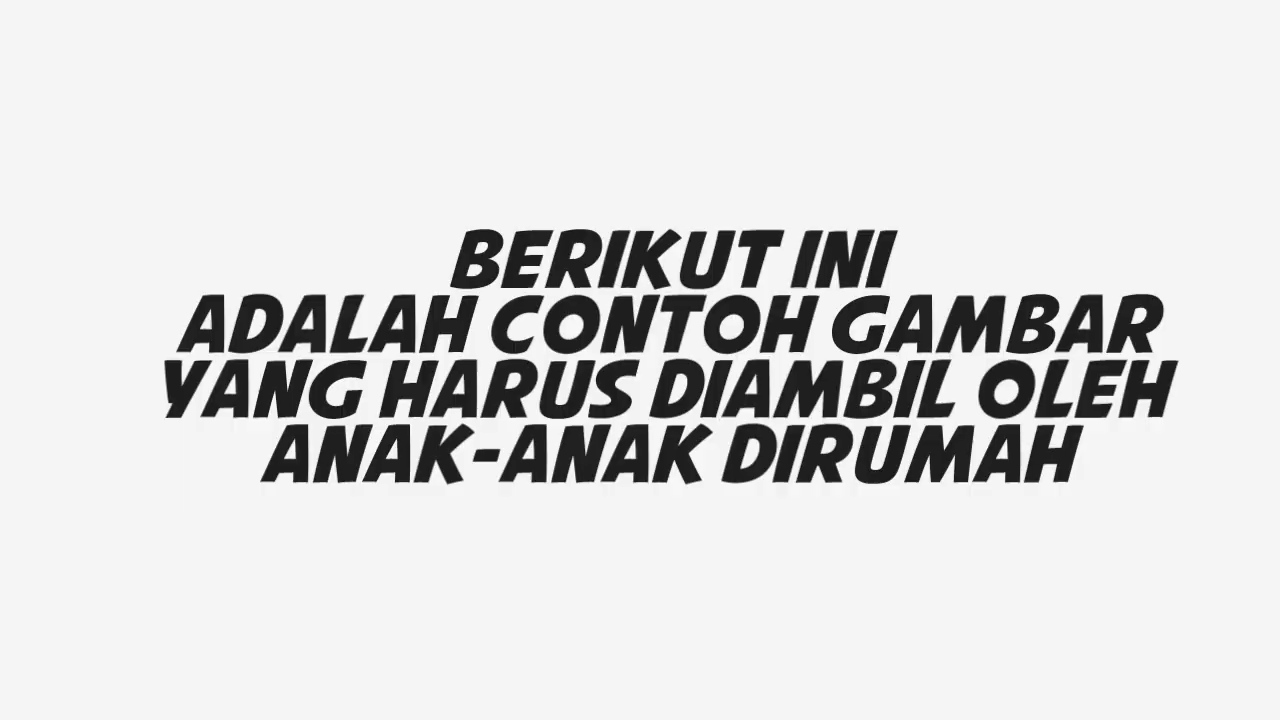 BERIKUT INI
ADALAH CONTOH GAMBAR
YANG HARUS DIAMBIL OLEH
ANAK-ANAK DIRUMAH